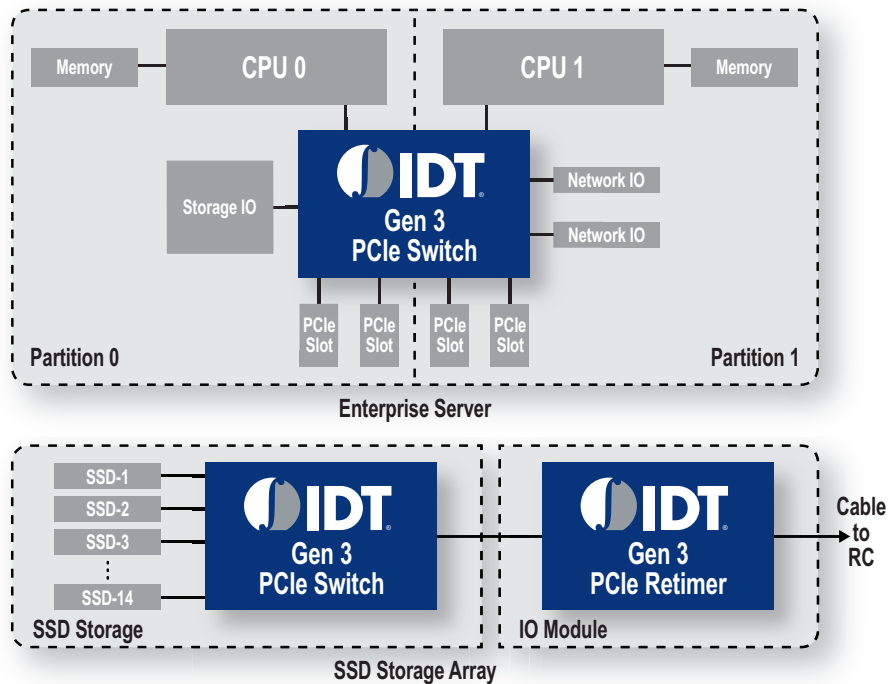 Memory
CPU 0
CPU 1
Memory
Storage IO
IDT®
Gen 3
PCIe Switch
Network IO
Network IO
PCIe
Slot
PCIe
Slot
PCIe
Slot
PCIe
Slot
Partition 0
Partition 1
Enterprise Server
SSD-1
SSD-2
SSD-3
SSD-14
IDT®
Gen 3
PCIe Switch
SSD Storage
IDT®
Gen 3
PCIe Retimer
IO Module
Cable
to
RC
SSD Storage Array